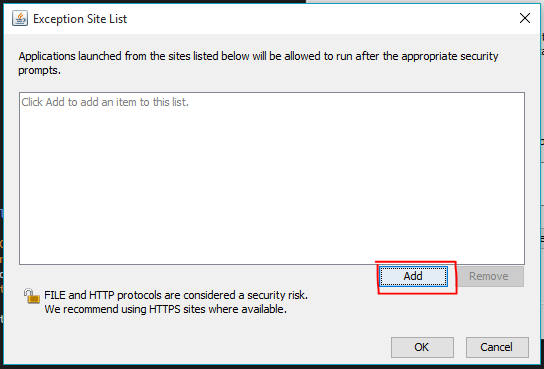 Exception Site List
Applications launched from the sites listed below will be allowed to run after the appropriate security
prompts.
Click Add to add an item to this list.
Add
Remove
FILE and HTTP protocols are considered a security risk.
We recommend using HTTPS sites where available.
OK
Cancel